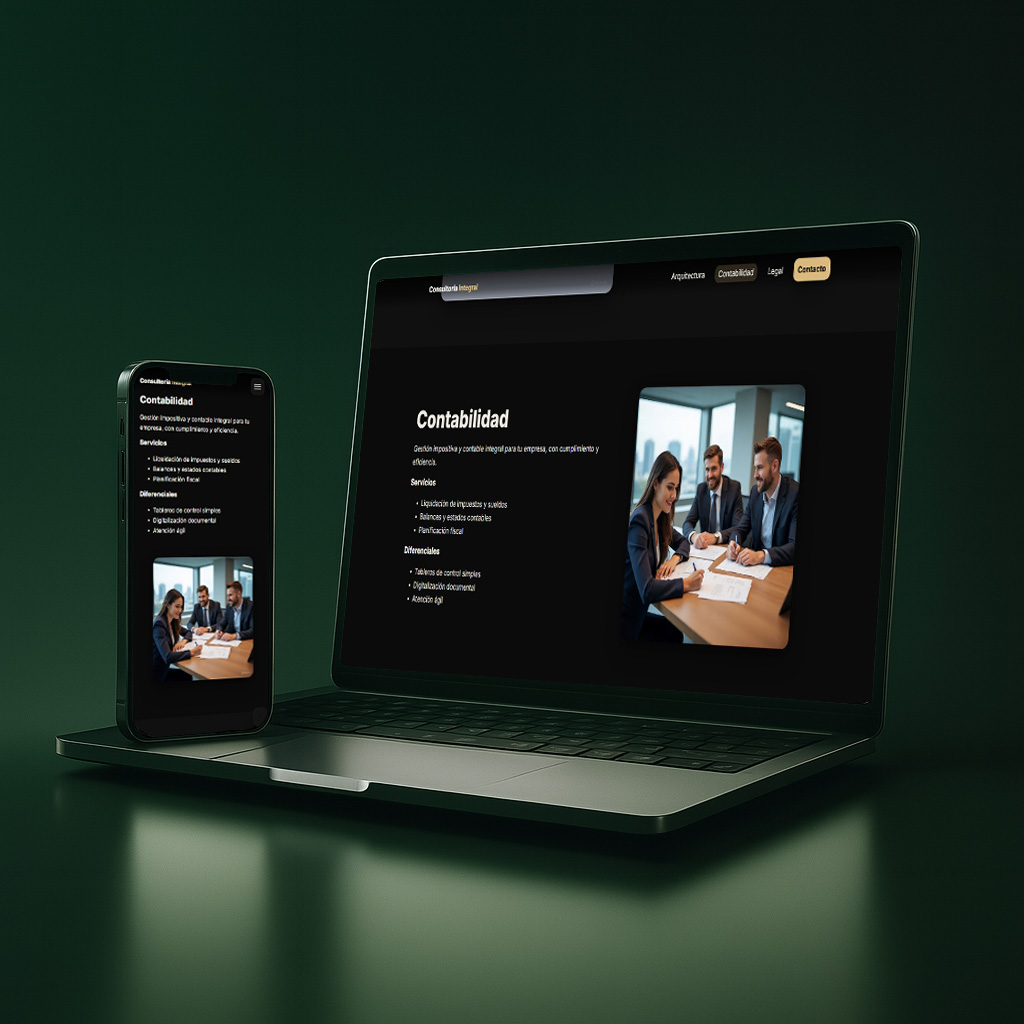 Consultoría Integral
Contabilidad
Gestión impositiva y contable integral para tu
empresa, con cumplimiento y eficiencia.
Servicios
• Liquidación de impuestos y sueldos
• Balances y estados contables
• Planificación fiscal
Diferenciales
• Tableros de control simples
• Digitalización documental
• Atención ágil
Consultoría Integral
Arquitectura Contabilidad Legal Contacto
Contabilidad
Gestión impositiva y contable integral para tu empresa, con cumplimiento y
eficiencia.
Servicios
• Liquidación de impuestos y sueldos
• Balances y estados contables
• Planificación fiscal
Diferenciales
• Tableros de control simples
• Digitalización documental
• Atención ágil